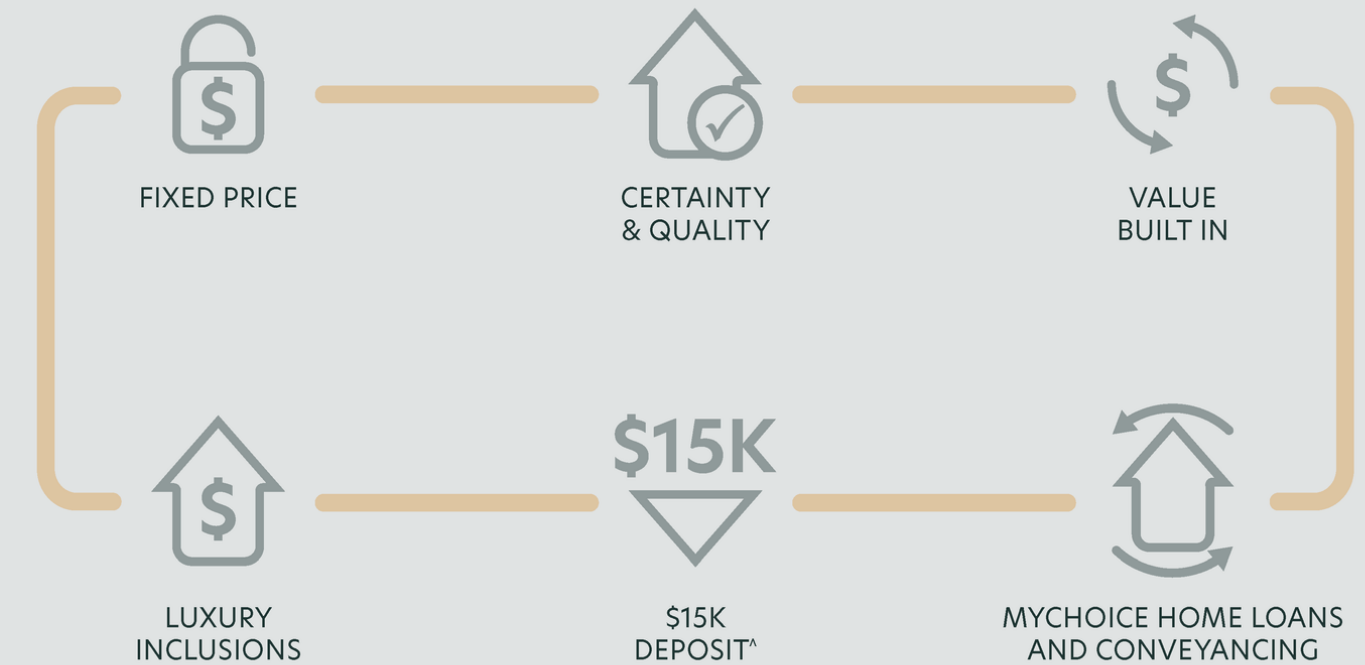 $
$
FIXED PRICE
CERTAINTY
& QUALITY
VALUE
BUILT IN
$
$15K
LUXURY
INCLUSIONS
$15K
DEPOSIT^
MYCHOICE HOME LOANS
AND CONVEYANCING